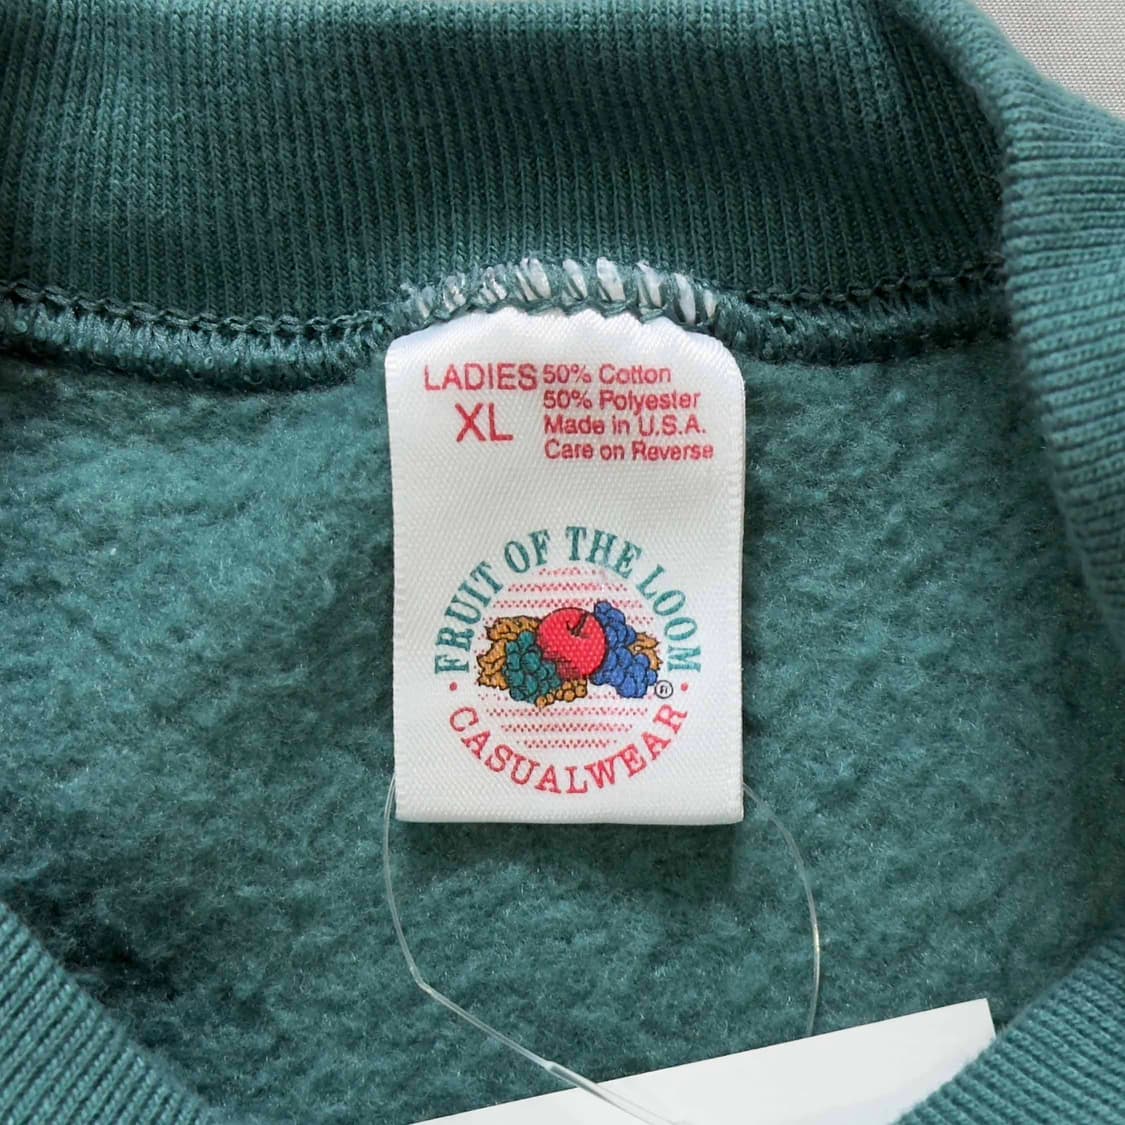 LADIES 50% Cotton
XL 50% Polyester
Made in U.S.A.
Care on Reverse
FRUIT OF THE LOOM
®
CASUALWEAR